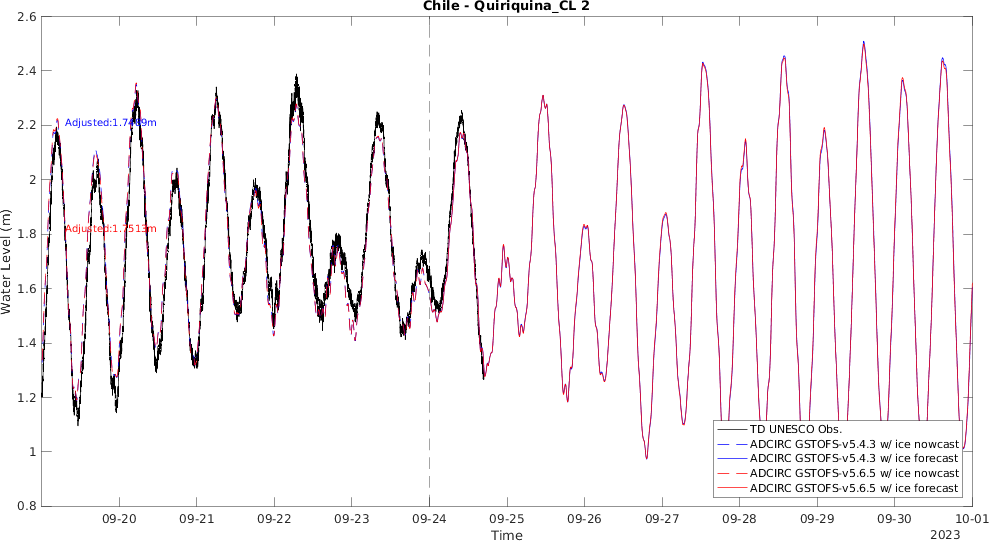 Chile - Quiriquina_CL 2
2.6
2.4
2.2
2
1.8
1.6
1.4
1.2
1
0.8
Water Level (m)
Adjusted:1.7469m
Adjusted:1.7513m
TD UNESCO Obs.
ADCIRC GSTOFS-v5.4.3 w/ ice nowcast
ADCIRC GSTOFS-v5.4.3 w/ ice forecast
ADCIRC GSTOFS-v5.6.5 w/ ice nowcast
ADCIRC GSTOFS-v5.6.5 w/ ice forecast
09-20 09-21 09-22 09-23 09-24 09-25 09-26 09-27 09-28 09-29 09-30 10-01
Time
2023